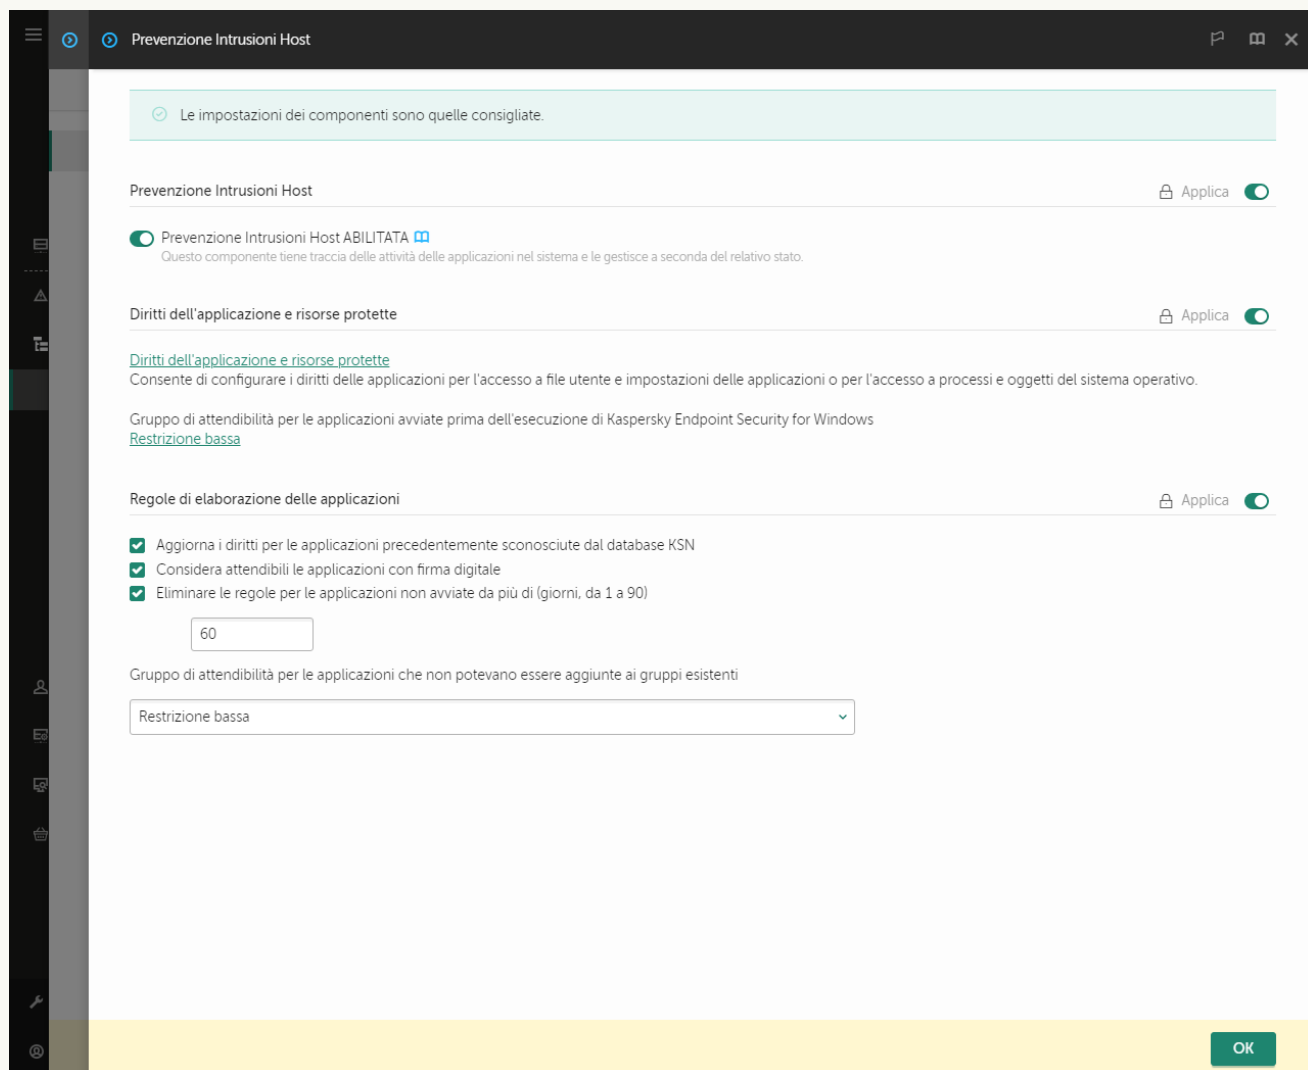 Prevenzione Intrusioni Host
Le impostazioni dei componenti sono quelle consigliate.
Prevenzione Intrusioni Host
Applica
Prevenzione Intrusioni Host ABILITATA
Questo componente tiene traccia delle attività delle applicazioni nel sistema e le gestisce a seconda del relativo stato.
Diritti dell'applicazione e risorse protette
Applica
Diritti dell'applicazione e risorse protette
Consente di configurare i diritti delle applicazioni per l'accesso a file utente e impostazioni delle applicazioni o per l'accesso a processi e oggetti del sistema operativo.
Gruppo di attendibilità per le applicazioni avviate prima dell'esecuzione di Kaspersky Endpoint Security for Windows
Restrizione bassa
Regole di elaborazione delle applicazioni
Applica
Aggiorna i diritti per le applicazioni precedentemente sconosciute dal database KSN
Considera attendibili le applicazioni con firma digitale
Eliminare le regole per le applicazioni non avviate da più di (giorni, da 1 a 90)
60
Gruppo di attendibilità per le applicazioni che non potevano essere aggiunte ai gruppi esistenti
Restrizione bassa
OK